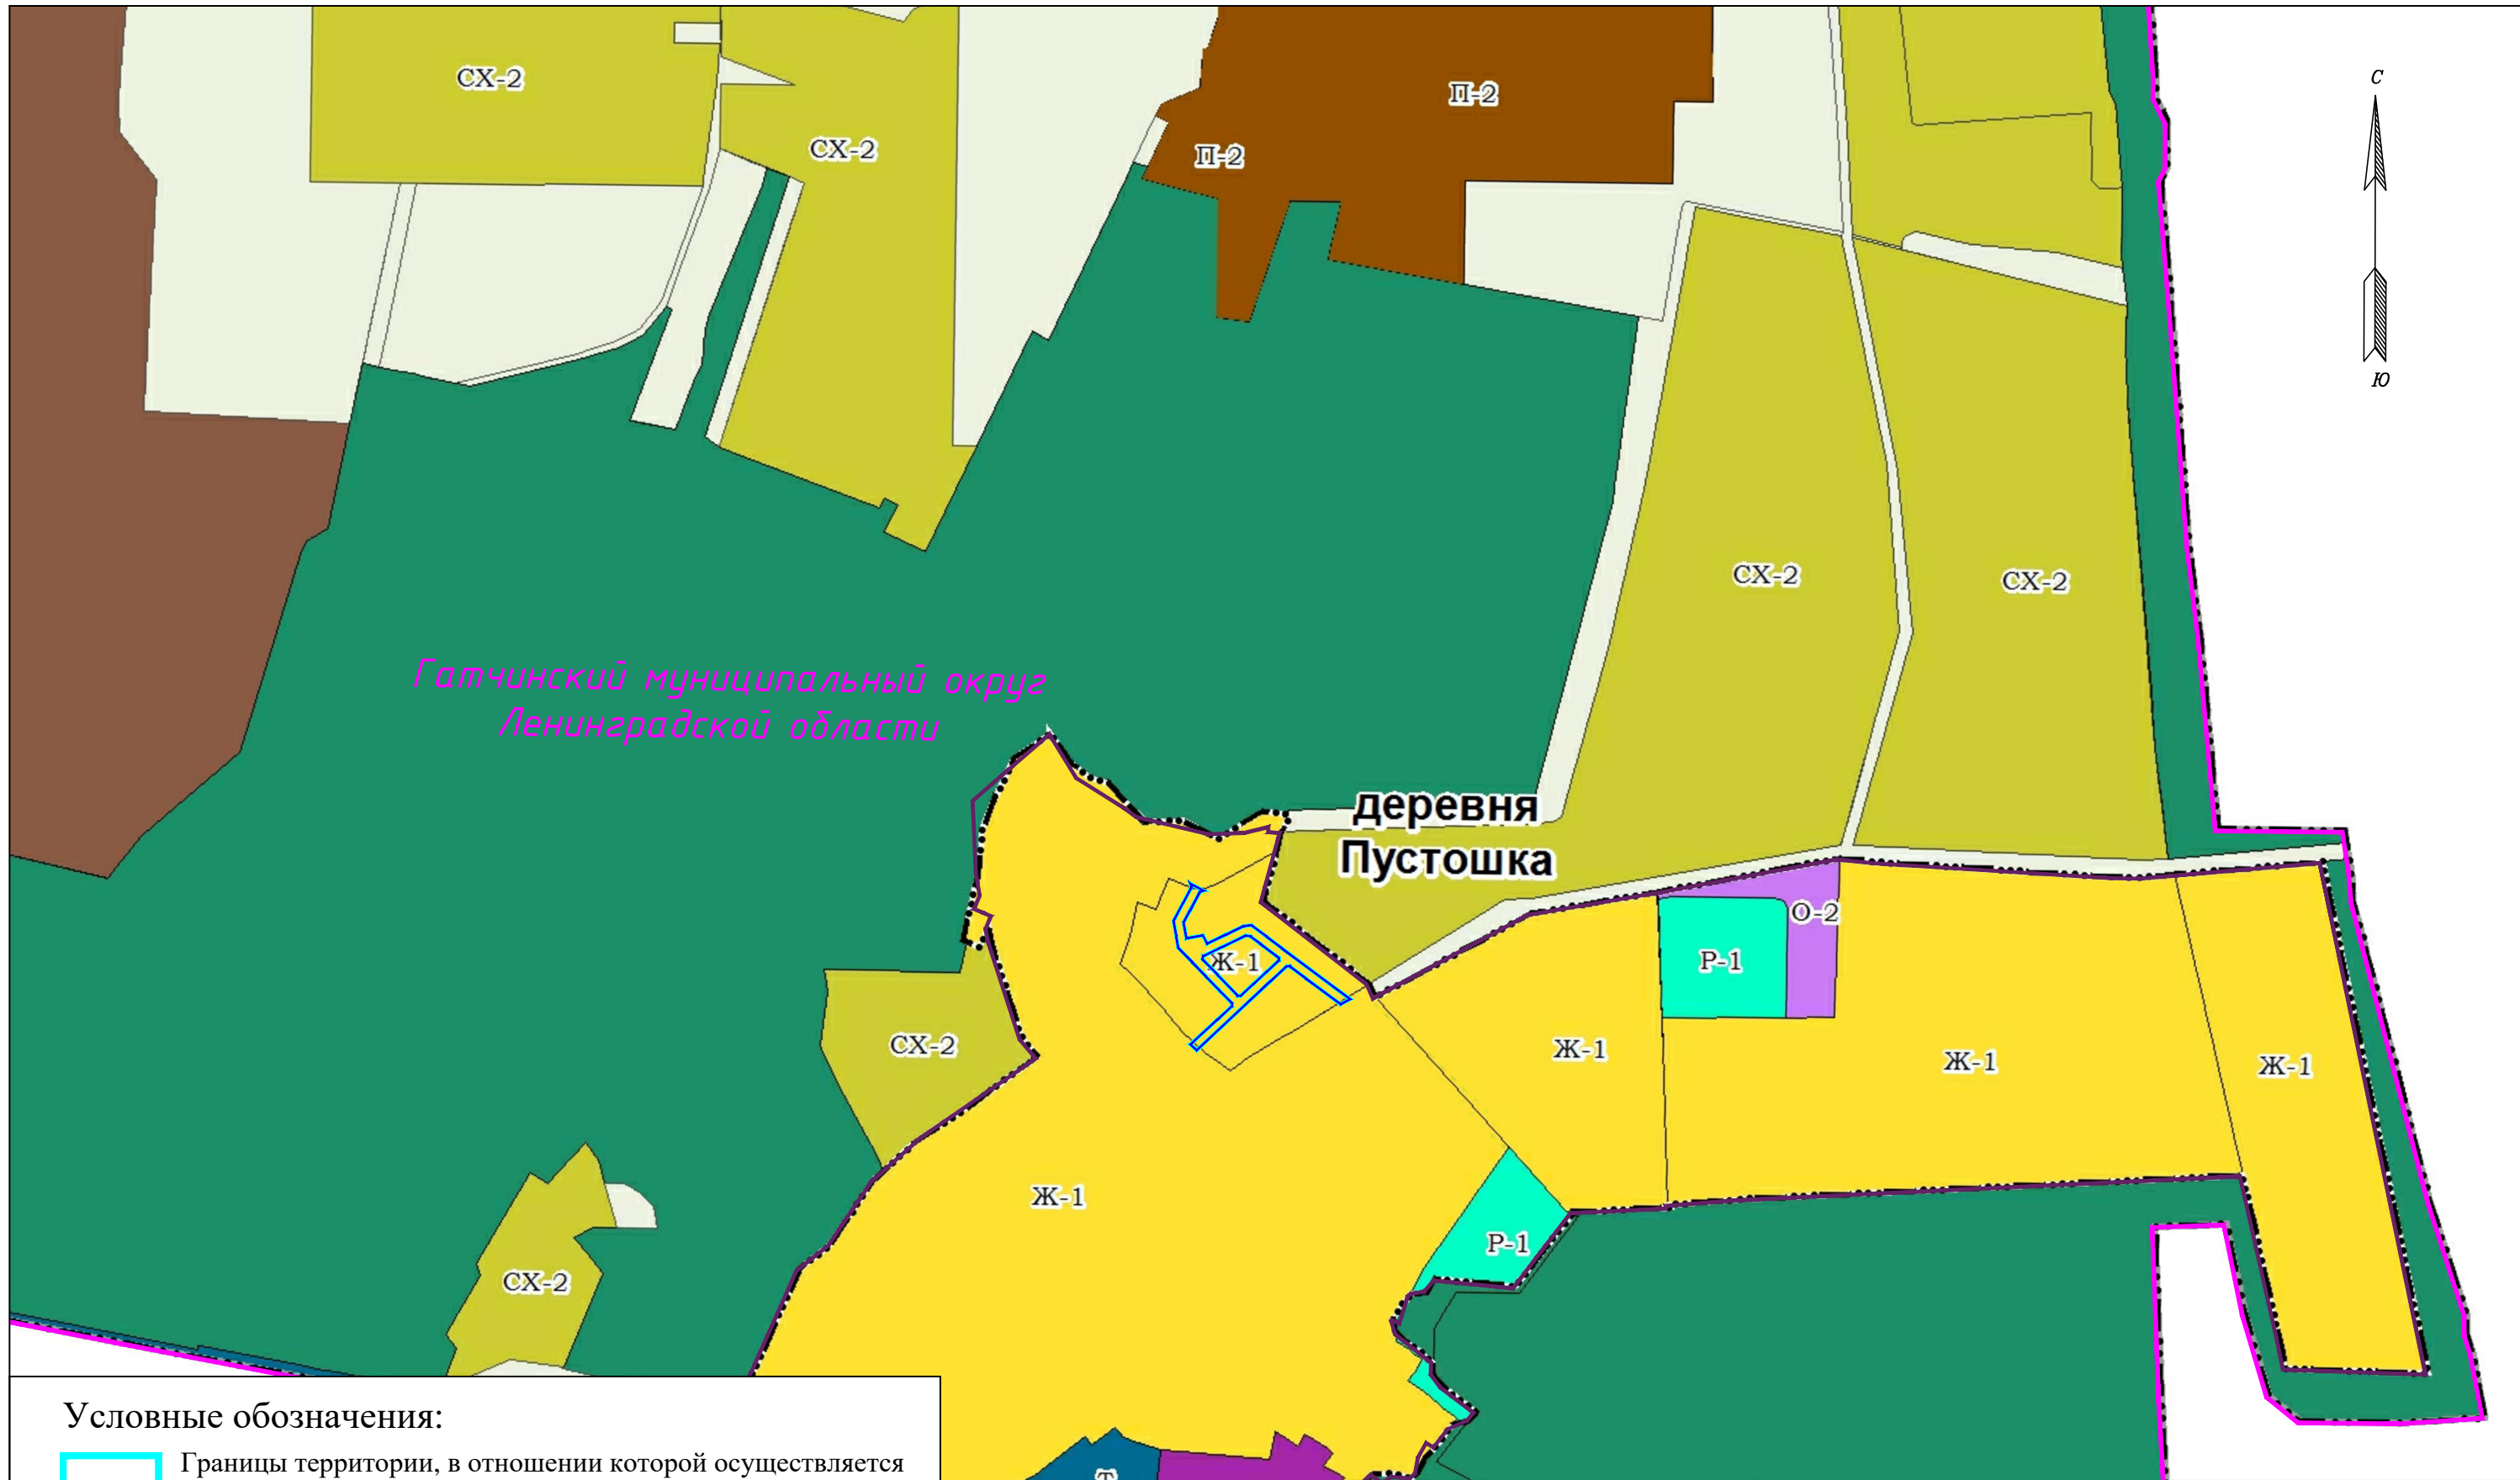 СХ-2
П-2
С
СХ-2
П-2
Ю
СХ-2
СХ-2
Гатчинский муниципальный округ
Ленинградской области
деревня
Пустошка
О-2
Р-1
Ж-1
СХ-2
Ж-1
Ж-1
Ж-1
Ж-1
Р-1
СХ-2
Условные обозначения:
Границы территории, в отношении которой осуществляется
Т